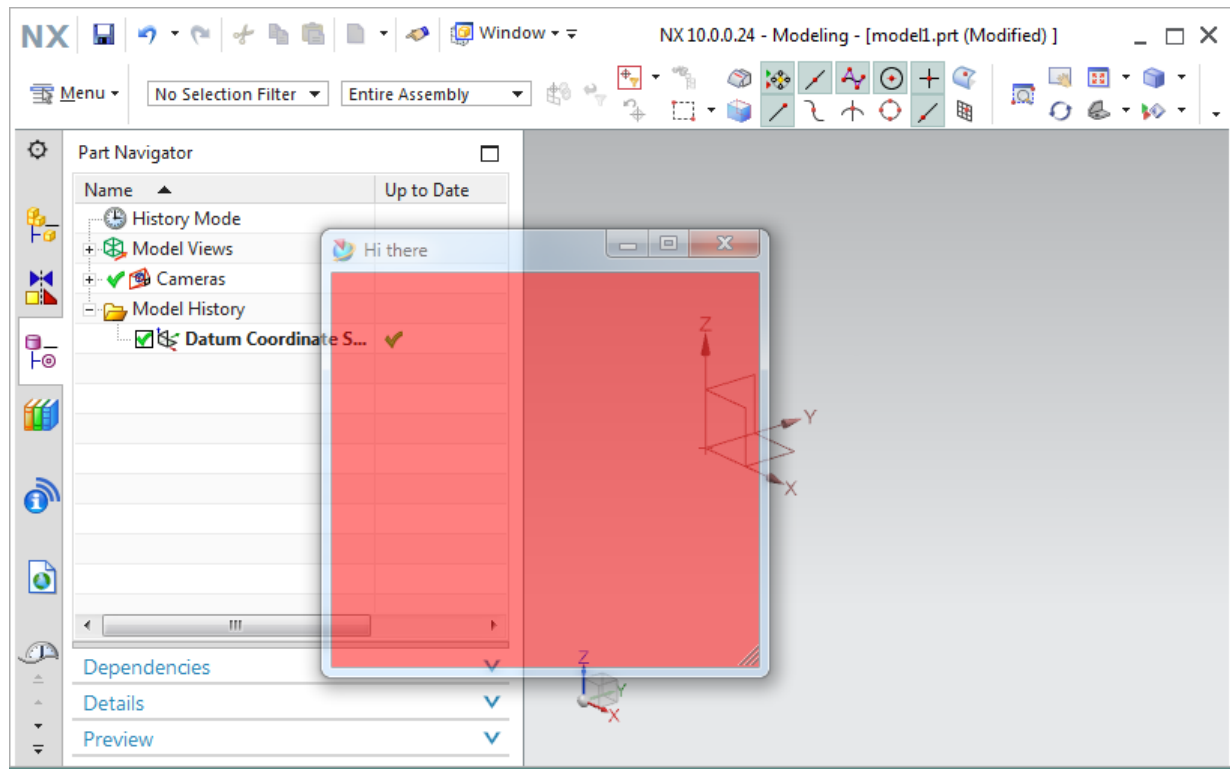 NX Window NX 10.0.0.24 - Modeling - [model1.prt (Modified) ]
Menu No Selection Filter Entire Assembly
Part Navigator
Name Up to Date
History Mode
Model Views
Hi there
Cameras
Model History
Datum Coordinate S...
Z
Y
X
Dependencies
Z
Y
X
Details
Preview